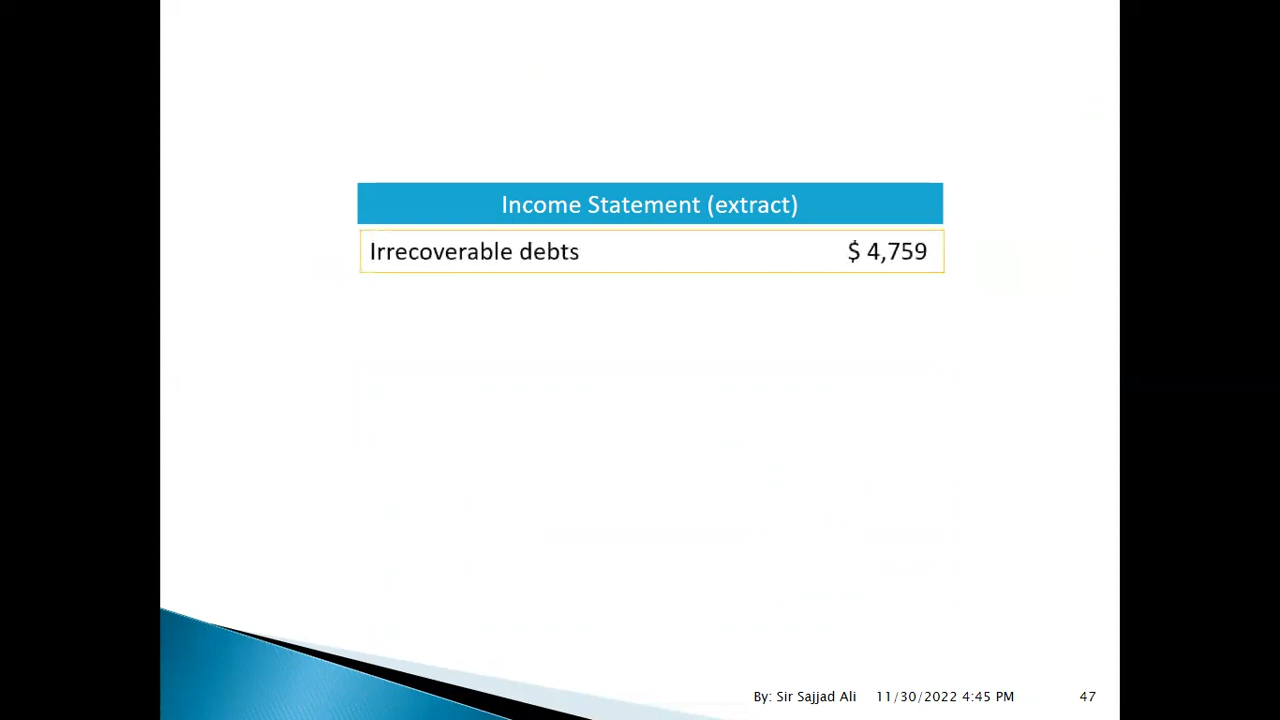 Income Statement (extract)
Irrecoverable debts $ 4,759
By: Sir Sajjad Ali 11/30/2022 4:45 PM 47